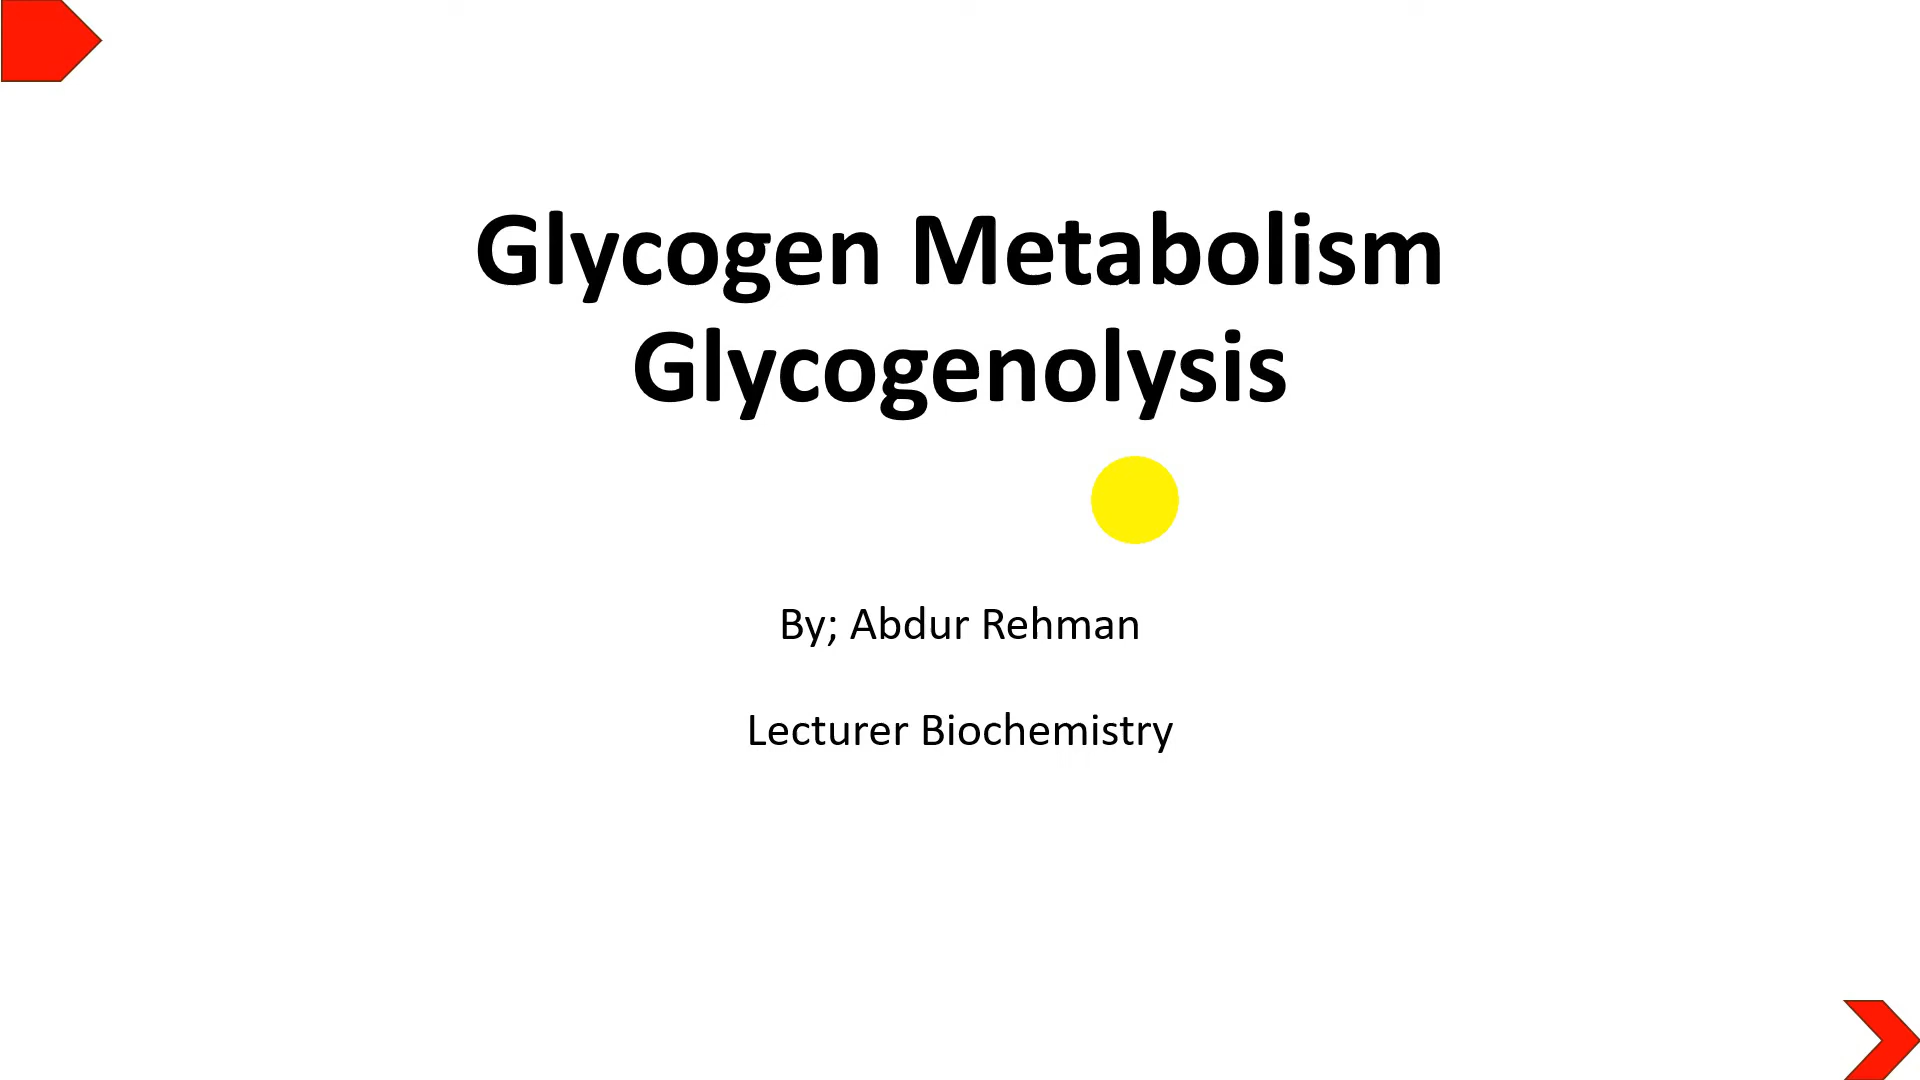 Glycogen Metabolism
Glycogenolysis
By; Abdur Rehman
Lecturer Biochemistry